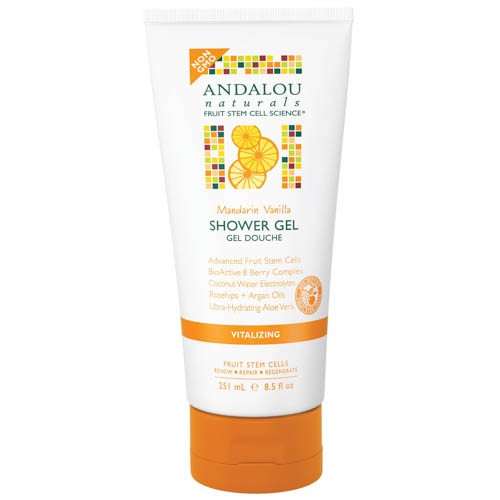 NON
GMO
ANDALOU
naturals
FRUIT STEM CELL SCIENCE®
Mandarin Vanilla
SHOWER GEL
GEL DOUCHE
Advanced Fruit Stem Cells
BioActive 8 Berry Complex
Coconut Water Electrolytes
Rosehips + Argan Oils
Ultra-Hydrating Aloe Vera
VITALIZING
FRUIT STEM CELLS
RENEW • REPAIR • REGENERATE
251 mL ℮ 8.5 fl oz